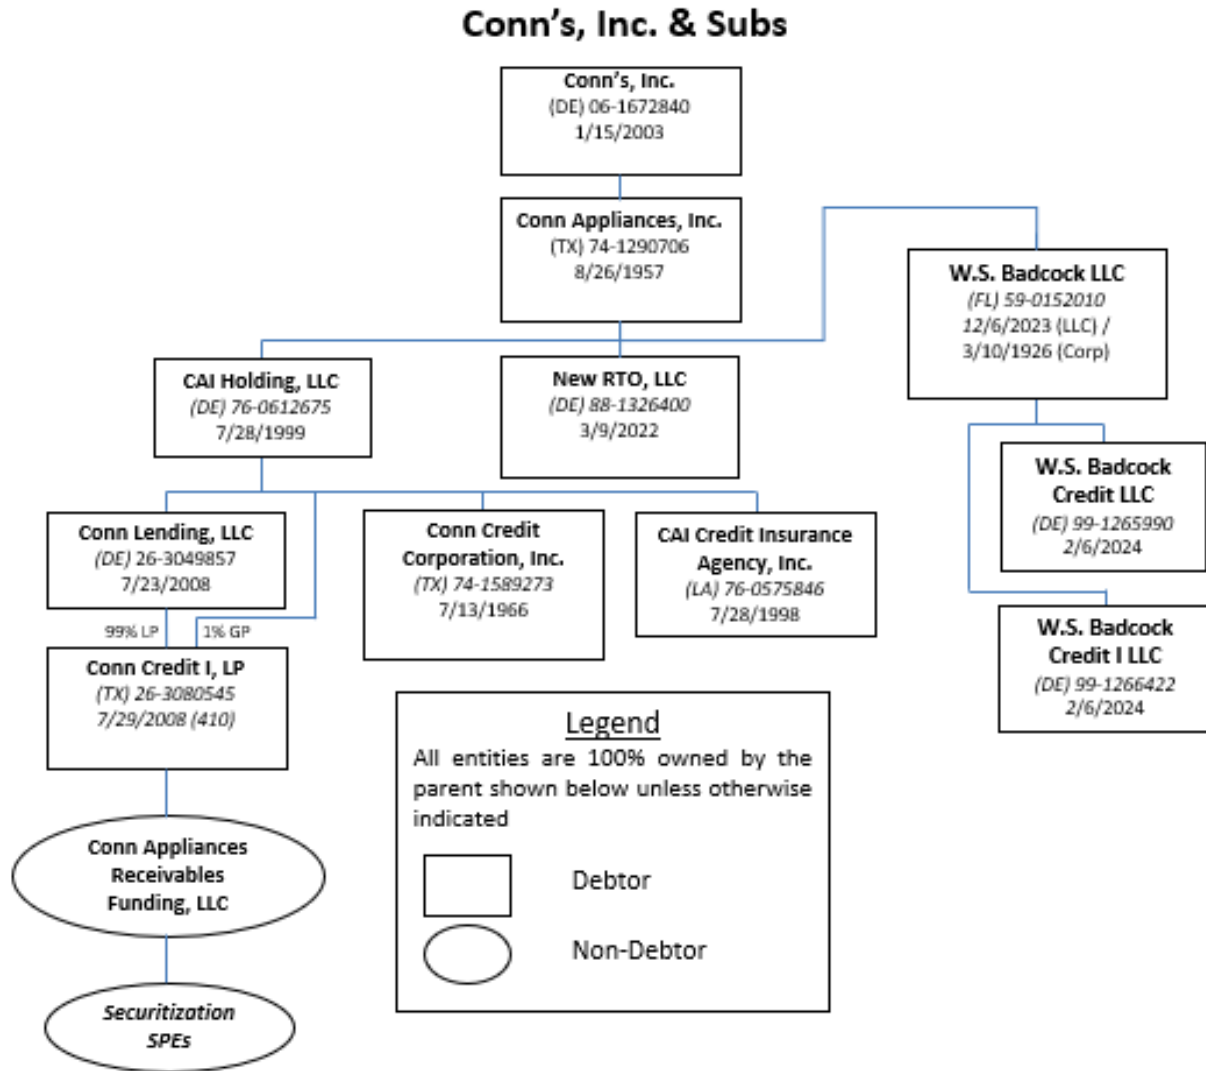 Conn's, Inc. & Subs
Conn's, Inc.
(DE) 06-1672840
1/15/2003
Conn Appliances, Inc.
(TX) 74-1290706
8/26/1957
W.S. Badcock LLC
(FL) 59-0152010
12/6/2023 (LLC) /
3/10/1926 (Corp)
CAI Holding, LLC
(DE) 76-0612675
7/28/1999
New RTO, LLC
(DE) 88-1326400
3/9/2022
W.S. Badcock
Credit LLC
(DE) 99-1265990
2/6/2024
Conn Lending, LLC
(DE) 26-3049857
7/23/2008
Conn Credit
Corporation, Inc.
(TX) 74-1589273
7/13/1966
CAI Credit Insurance
Agency, Inc.
(LA) 76-0575846
7/28/1998
W.S. Badcock
Credit I LLC
(DE) 99-1266422
2/6/2024
99% LP
1% GP
Conn Credit I, LP
(TX) 26-3080545
7/29/2008 (410)
Legend
All entities are 100% owned by the
parent shown below unless otherwise
indicated
Debtor
Non-Debtor
Conn Appliances
Receivables
Funding, LLC
Securitization
SPEs